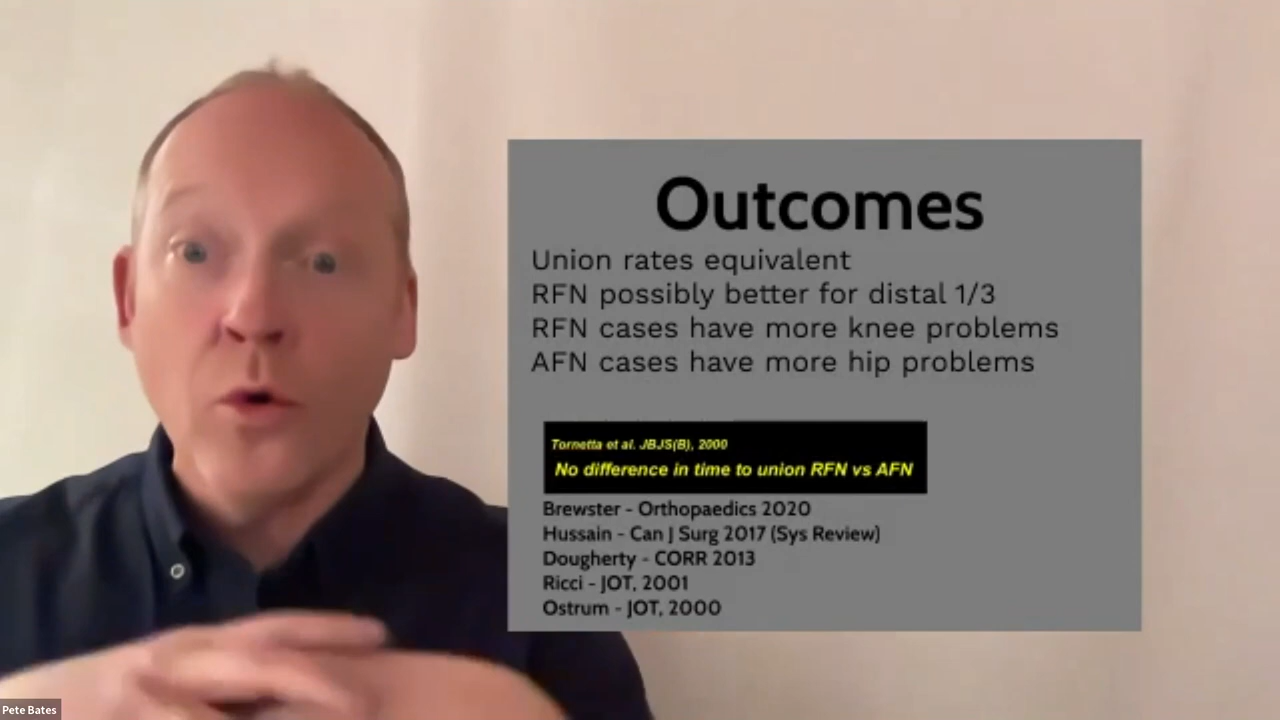 Outcomes
Union rates equivalent
RFN possibly better for distal 1/3
RFN cases have more knee problems
AFN cases have more hip problems
Tornetta et al. JBJS(B), 2000
No difference in time to union RFN vs AFN
Brewster - Orthopaedics 2020
Hussain - Can J Surg 2017 (Sys Review)
Dougherty - CORR 2013
Ricci - JOT, 2001
Ostrum - JOT, 2000
Pete Bates